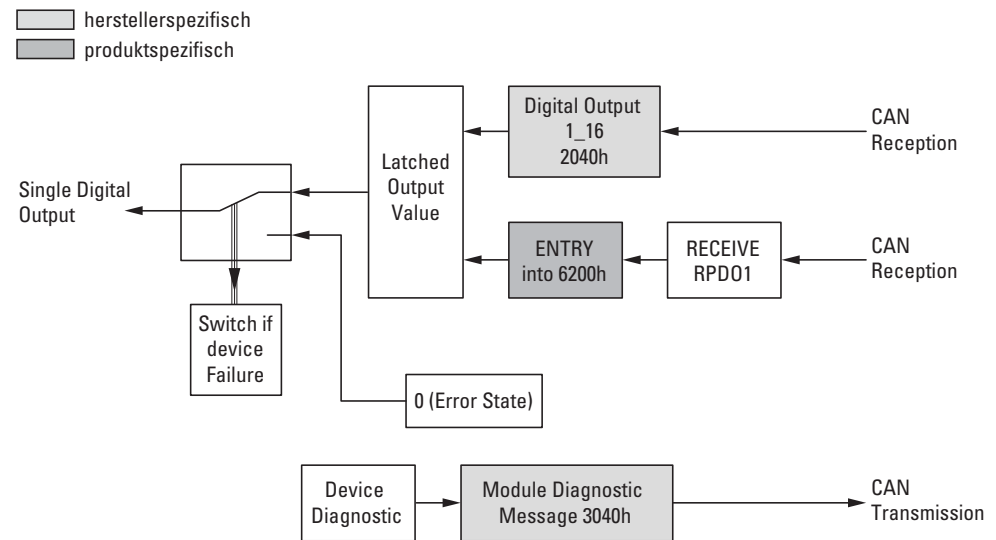 herstellerspezifisch
produktspezifisch
Digital Output
1_16
2040h
CAN
Reception
Latched
Output
Value
Single Digital
Output
ENTRY
into 6200h
RECEIVE
RPDO1
CAN
Reception
Switch if
device
Failure
0 (Error State)
Device
Diagnostic
Module Diagnostic
Message 3040h
CAN
Transmission